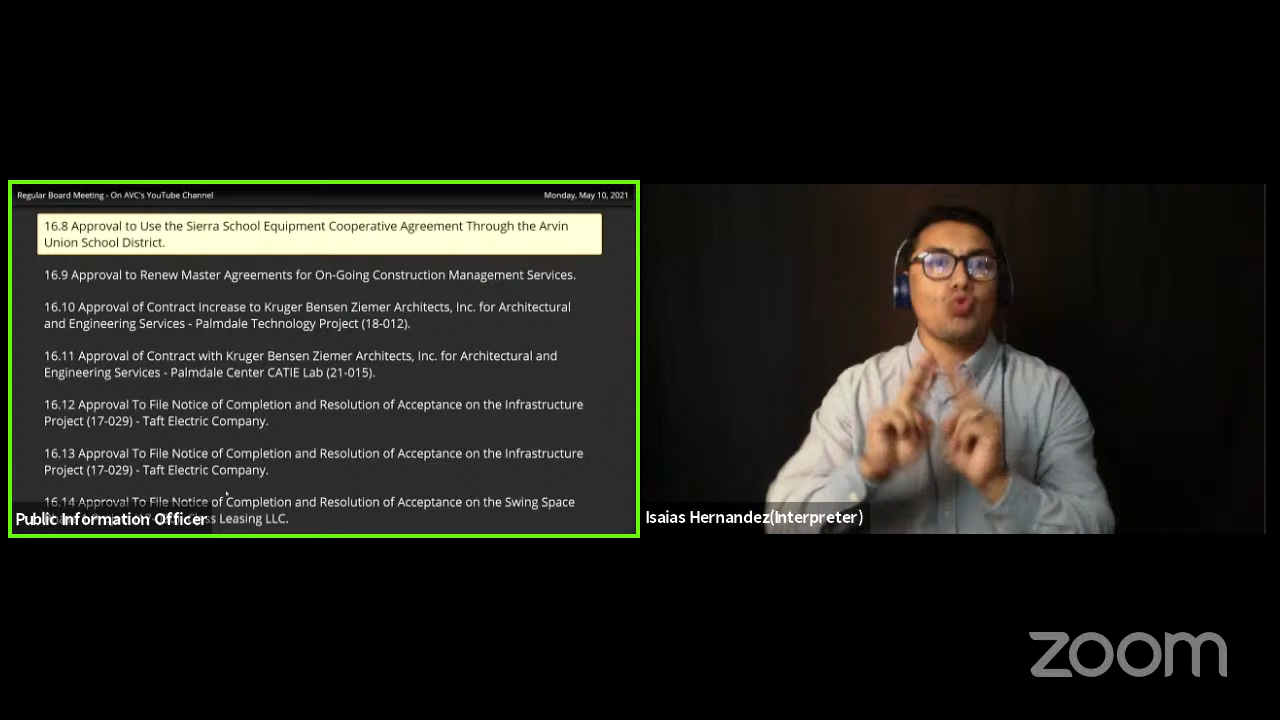 Regular Board Meeting - On AVC's YouTube Channel
Monday, May 10, 2021
16.8 Approval to Use the Sierra School Equipment Cooperative Agreement Through the Arvin
Union School District.
16.9 Approval to Renew Master Agreements for On-Going Construction Management Services.
16.10 Approval of Contract Increase to Kruger Bensen Ziemer Architects, Inc. for Architectural
and Engineering Services - Palmdale Technology Project (18-012).
16.11 Approval of Contract with Kruger Bensen Ziemer Architects, Inc. for Architectural and
Engineering Services - Palmdale Center CATIE Lab (21-015).
16.12 Approval To File Notice of Completion and Resolution of Acceptance on the Infrastructure
Project (17-029) - Taft Electric Company.
16.13 Approval To File Notice of Completion and Resolution of Acceptance on the Infrastructure
Project (17-029) - Taft Electric Company.
16.14 Approval To File Notice of Completion and Resolution of Acceptance on the Swing Space
Leasing LLC.
Public Information Officer
Isaias Hernandez(Interpreter)
zoom